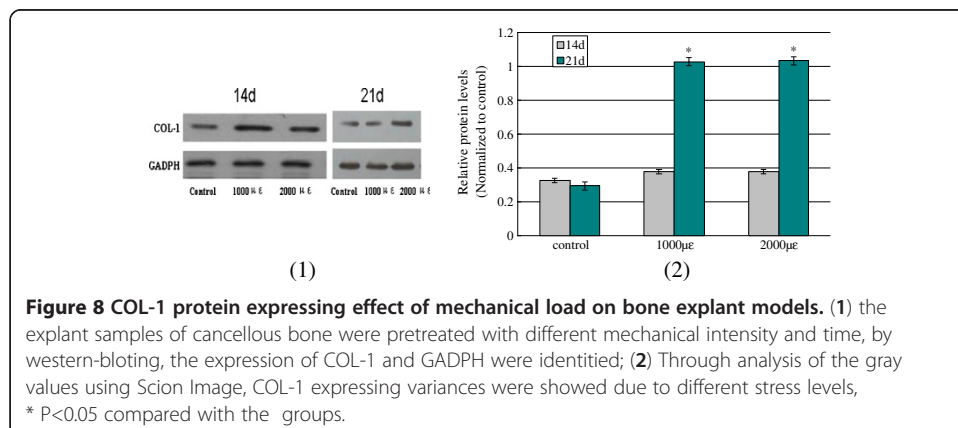 14d 21d
COL-1
GADPH
Control 1000 μ ε 2000 μ ε Control 1000 μ ε 2000 μ ε
(1)
Relative protein levels
(Normalized to control)
1.2
1
0.8
0.6
0.4
0.2
0
14d
21d
* *
control 1000με 2000με
(2)
Figure 8 COL-1 protein expressing effect of mechanical load on bone explant models. (1) the
explant samples of cancellous bone were pretreated with different mechanical intensity and time, by
western-bloting, the expression of COL-1 and GADPH were identitied; (2) Through analysis of the gray
values using Scion Image, COL-1 expressing variances were showed due to different stress levels,
* P<0.05 compared with the groups.